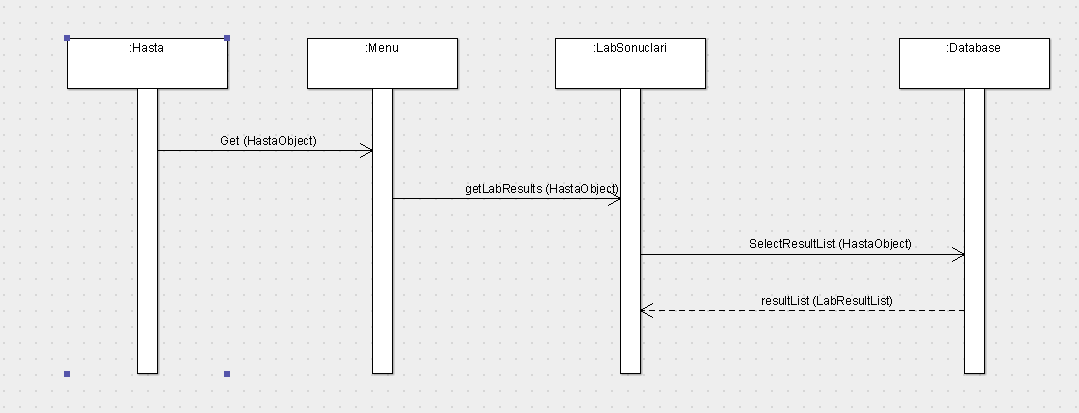 :Hasta
:Menu
:LabSonuclari
:Database
Get (HastaObject)
getLabResults (HastaObject)
SelectResultList (HastaObject)
resultList (LabResultList)